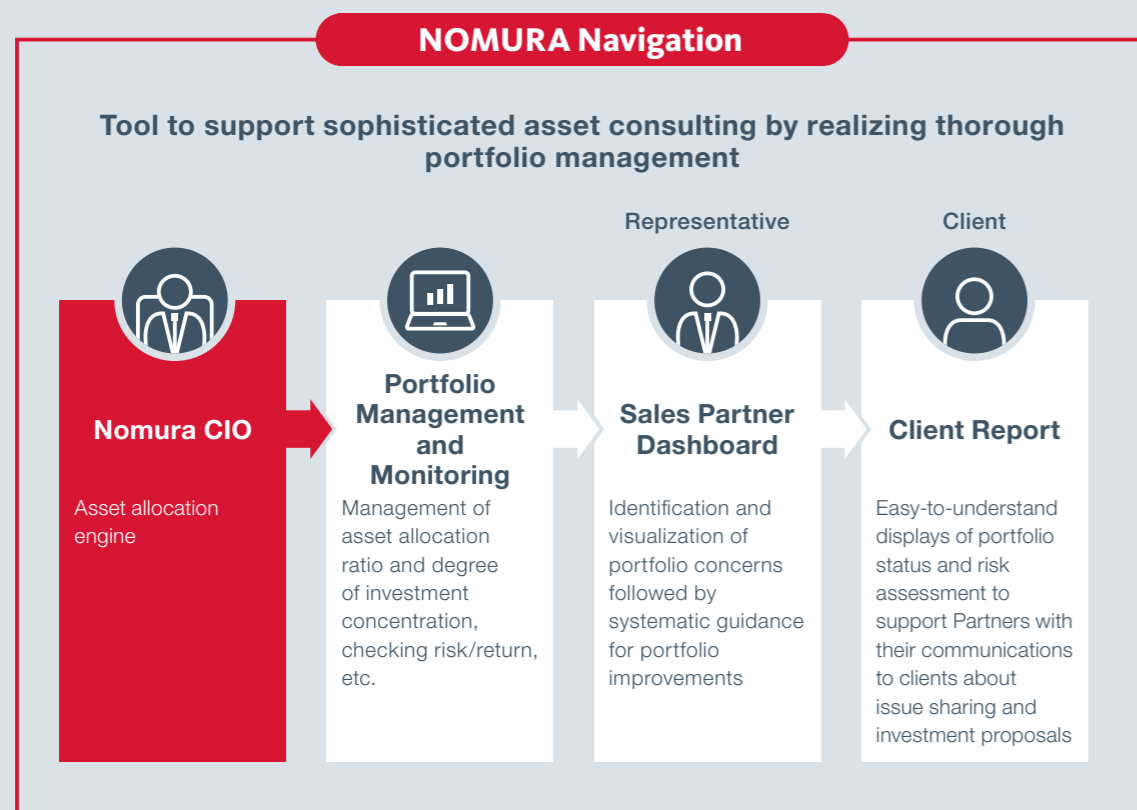 NOMURA Navigation
Tool to support sophisticated asset consulting by realizing thorough
portfolio management
Representative
Client
Nomura CIO
Asset allocation
engine
Portfolio
Management
and
Monitoring
Management of
asset allocation
ratio and degree
of investment
concentration,
checking risk/return,
etc.
Sales Partner
Dashboard
Identification and
visualization of
portfolio concerns
followed by
systematic guidance
for portfolio
improvements
Client Report
Easy-to-understand
displays of portfolio
status and risk
assessment to
support Partners with
their communications
to clients about
issue sharing and
investment proposals